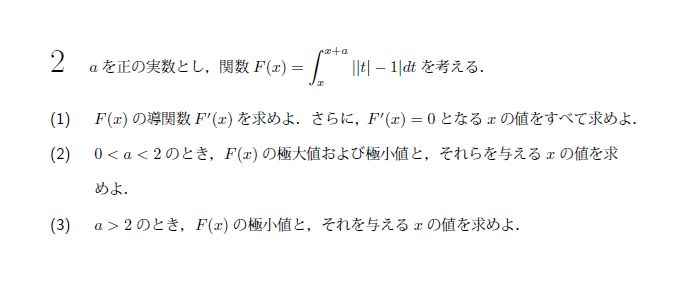 2 aを正の実数とし，関数 F(x) = ∫_x^{x+a} ||t| − 1|dt を考える．
(1) F(x) の導関数 F′(x) を求めよ．さらに，F′(x) = 0 となる x の値をすべて求めよ．
(2) 0 < a < 2 のとき，F(x) の極大値および極小値と，それらを与える x の値を求
めよ．
(3) a > 2 のとき，F(x) の極小値と，それを与える x の値を求めよ．